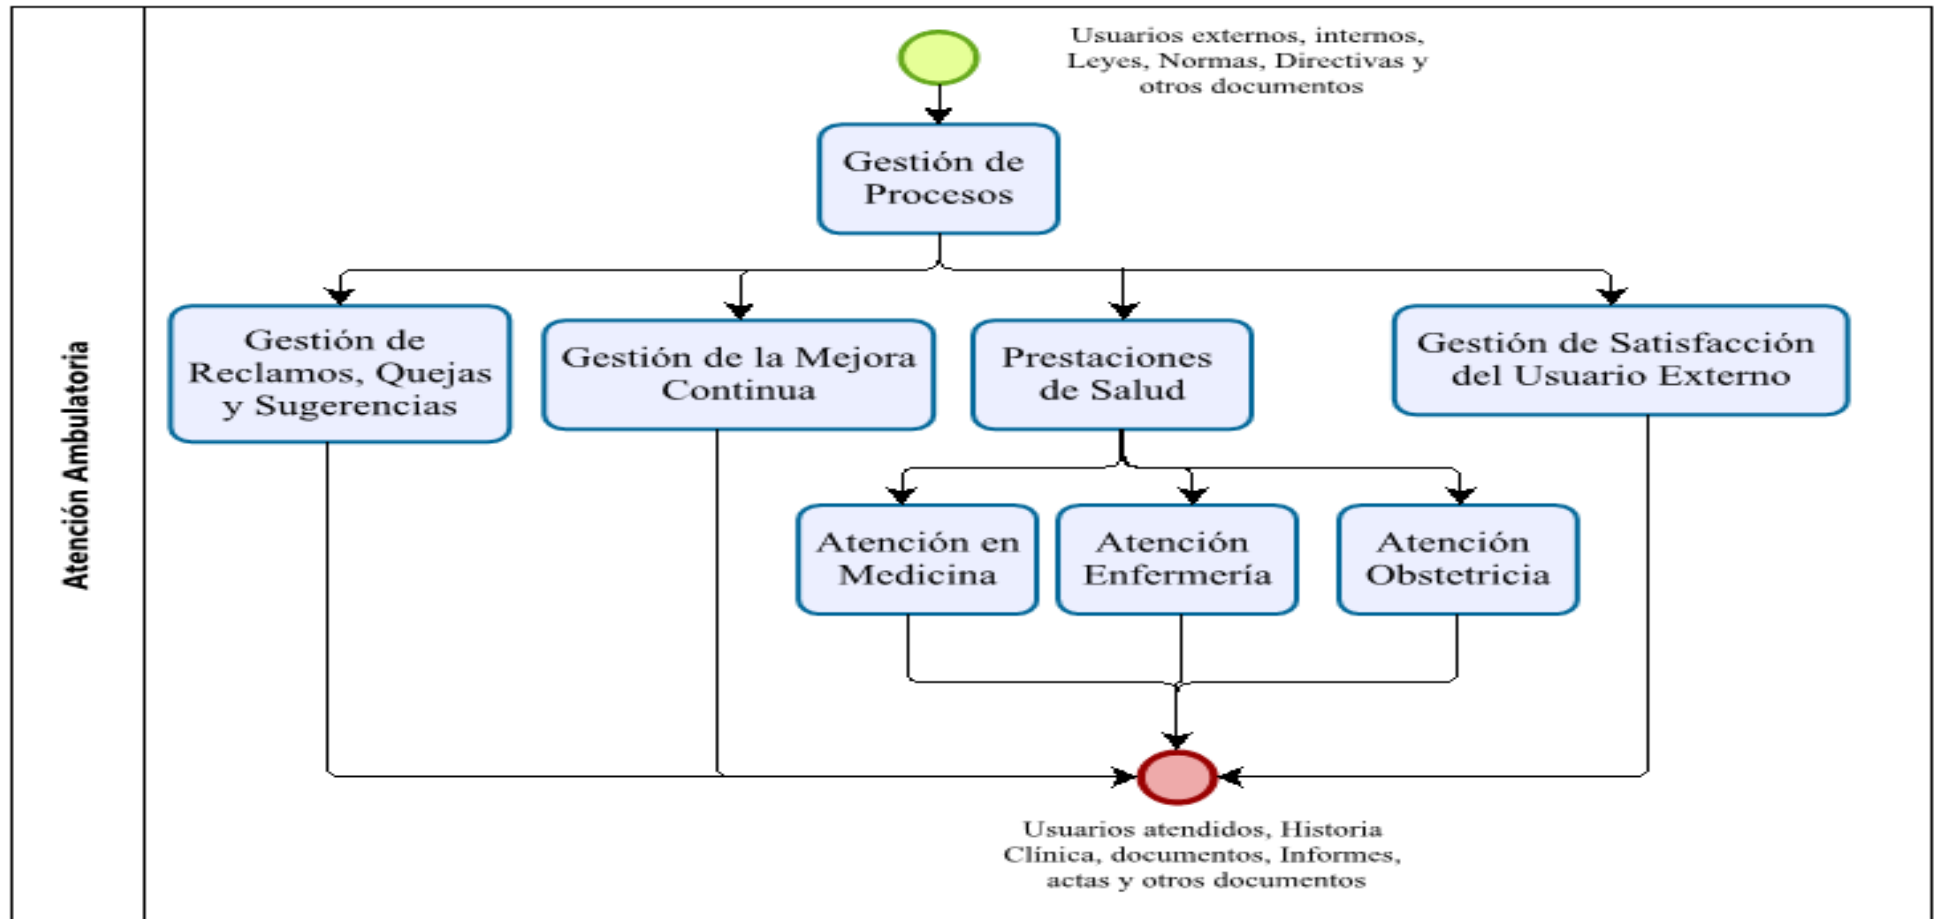 Atención Ambulatoria
Usuarios externos, internos,
Leyes, Normas, Directivas y
otros documentos
Gestión de
Procesos
Gestión de
Reclamos, Quejas
y Sugerencias
Gestión de la Mejora
Continua
Prestaciones
de Salud
Gestión de Satisfacción
del Usuario Externo
Atención en
Medicina
Atención
Enfermería
Atención
Obstetricia
Usuarios atendidos, Historia
Clínica, documentos, Informes,
actas y otros documentos